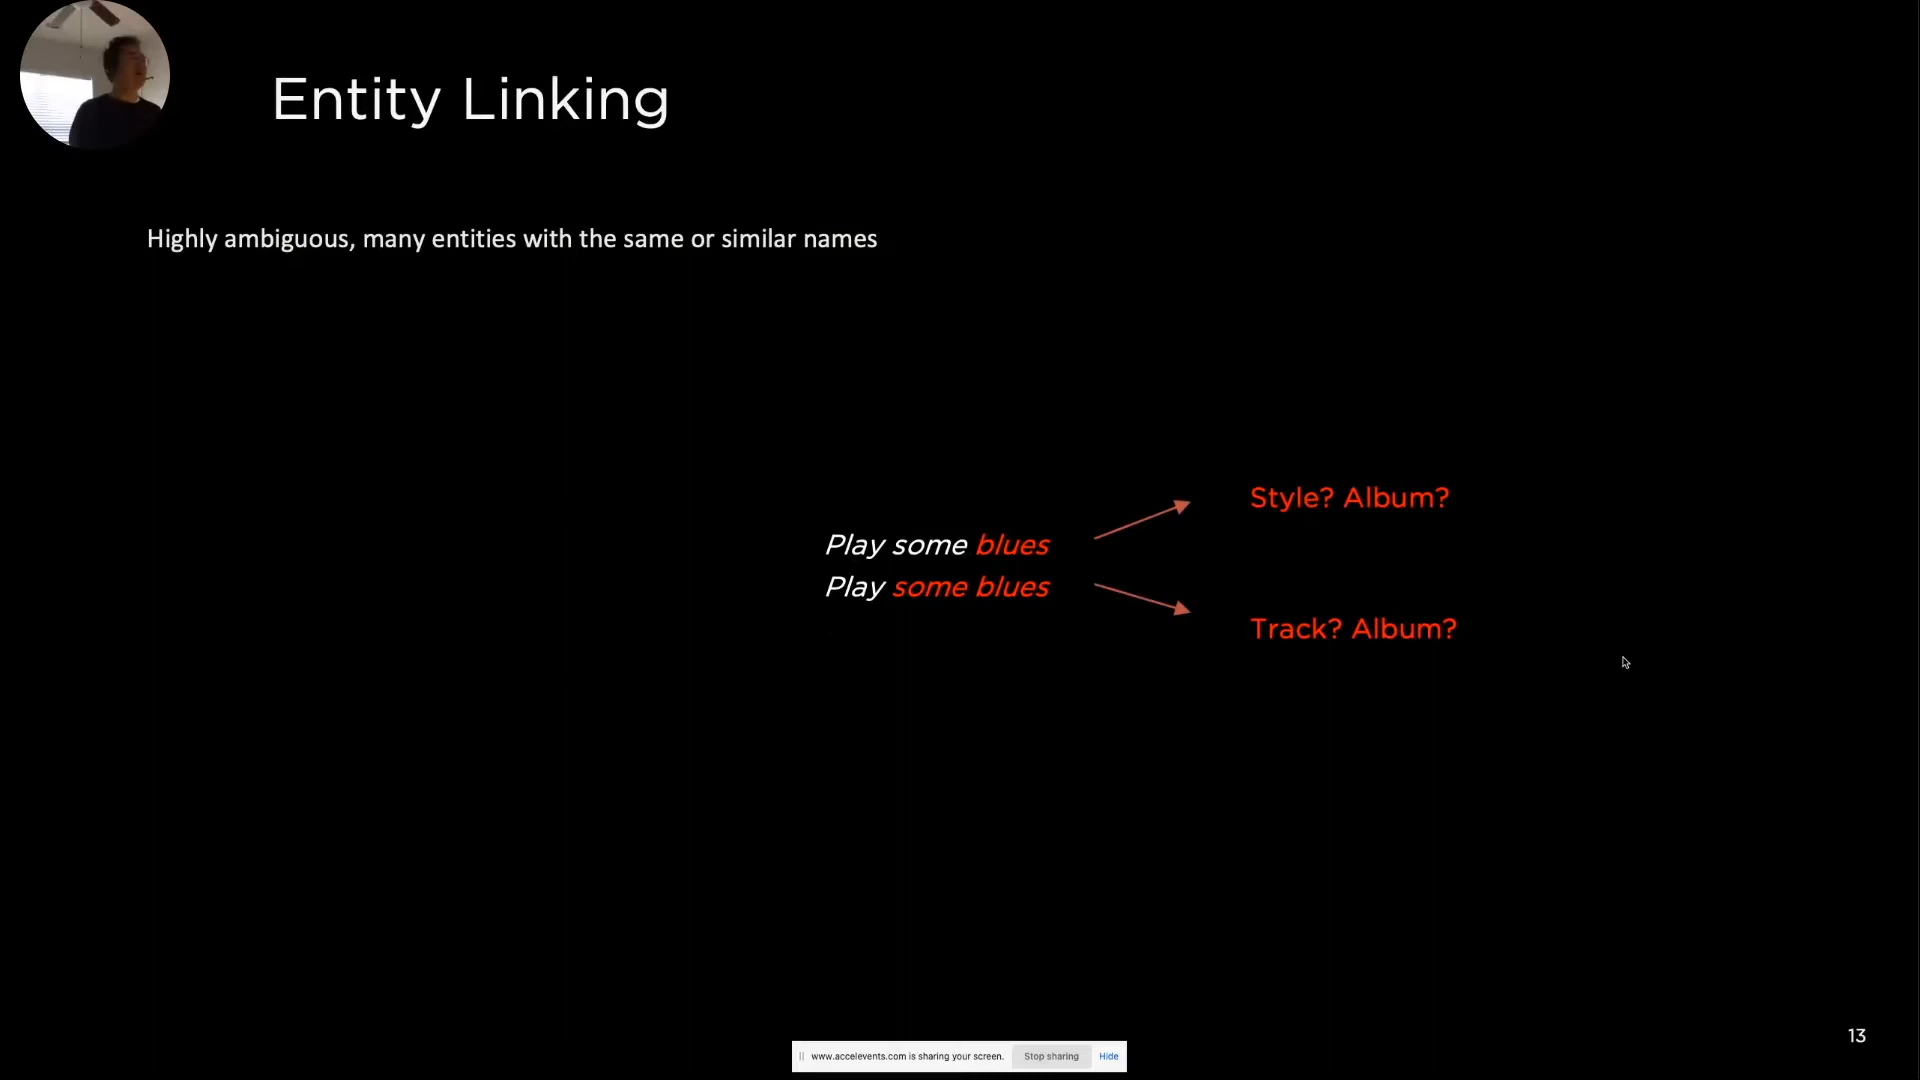 Entity Linking
Highly ambiguous, many entities with the same or similar names
Style? Album?
Play some blues
Play some blues
Track? Album?
13
www.accelevents.com is sharing your screen. Stop sharing Hide